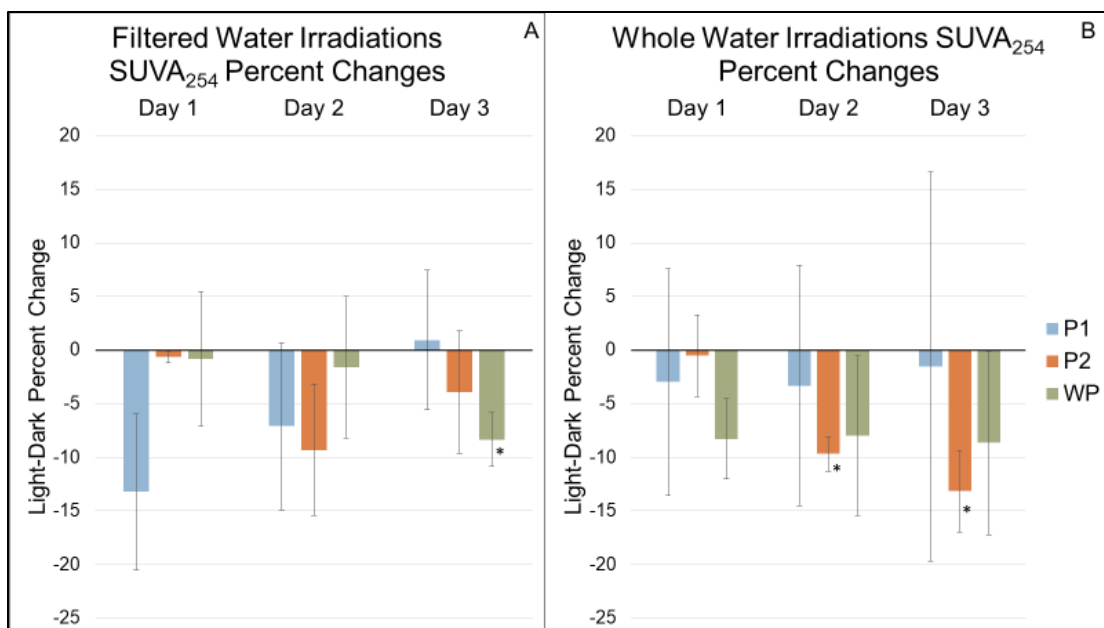 Filtered Water Irradiations
SUVA254 Percent Changes
A
Day 1 Day 2 Day 3
20
15
10
5
0
-5
-10
-15
-20
-25
Light-Dark Percent Change
*
Whole Water Irradiations SUVA254
Percent Changes
B
Day 1 Day 2 Day 3
20
15
10
5
0
-5
-10
-15
-20
-25
Light-Dark Percent Change
*
*
P1
P2
WP